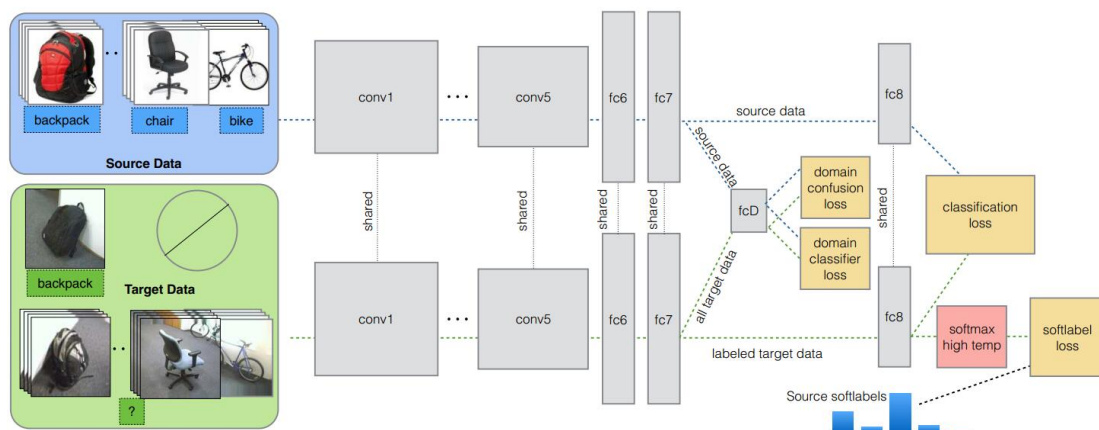 backpack
chair
bike
Source Data
backpack
Target Data
?
conv1
...
conv5
fc6
fc7
source data
fc8
source data
shared
shared
shared
shared
shared
fcD
domain
confusion
loss
domain
classifier
loss
classification
loss
all target data
conv1
...
conv5
fc6
fc7
labeled target data
fc8
softmax
high temp
softlabel
loss
Source softlabels